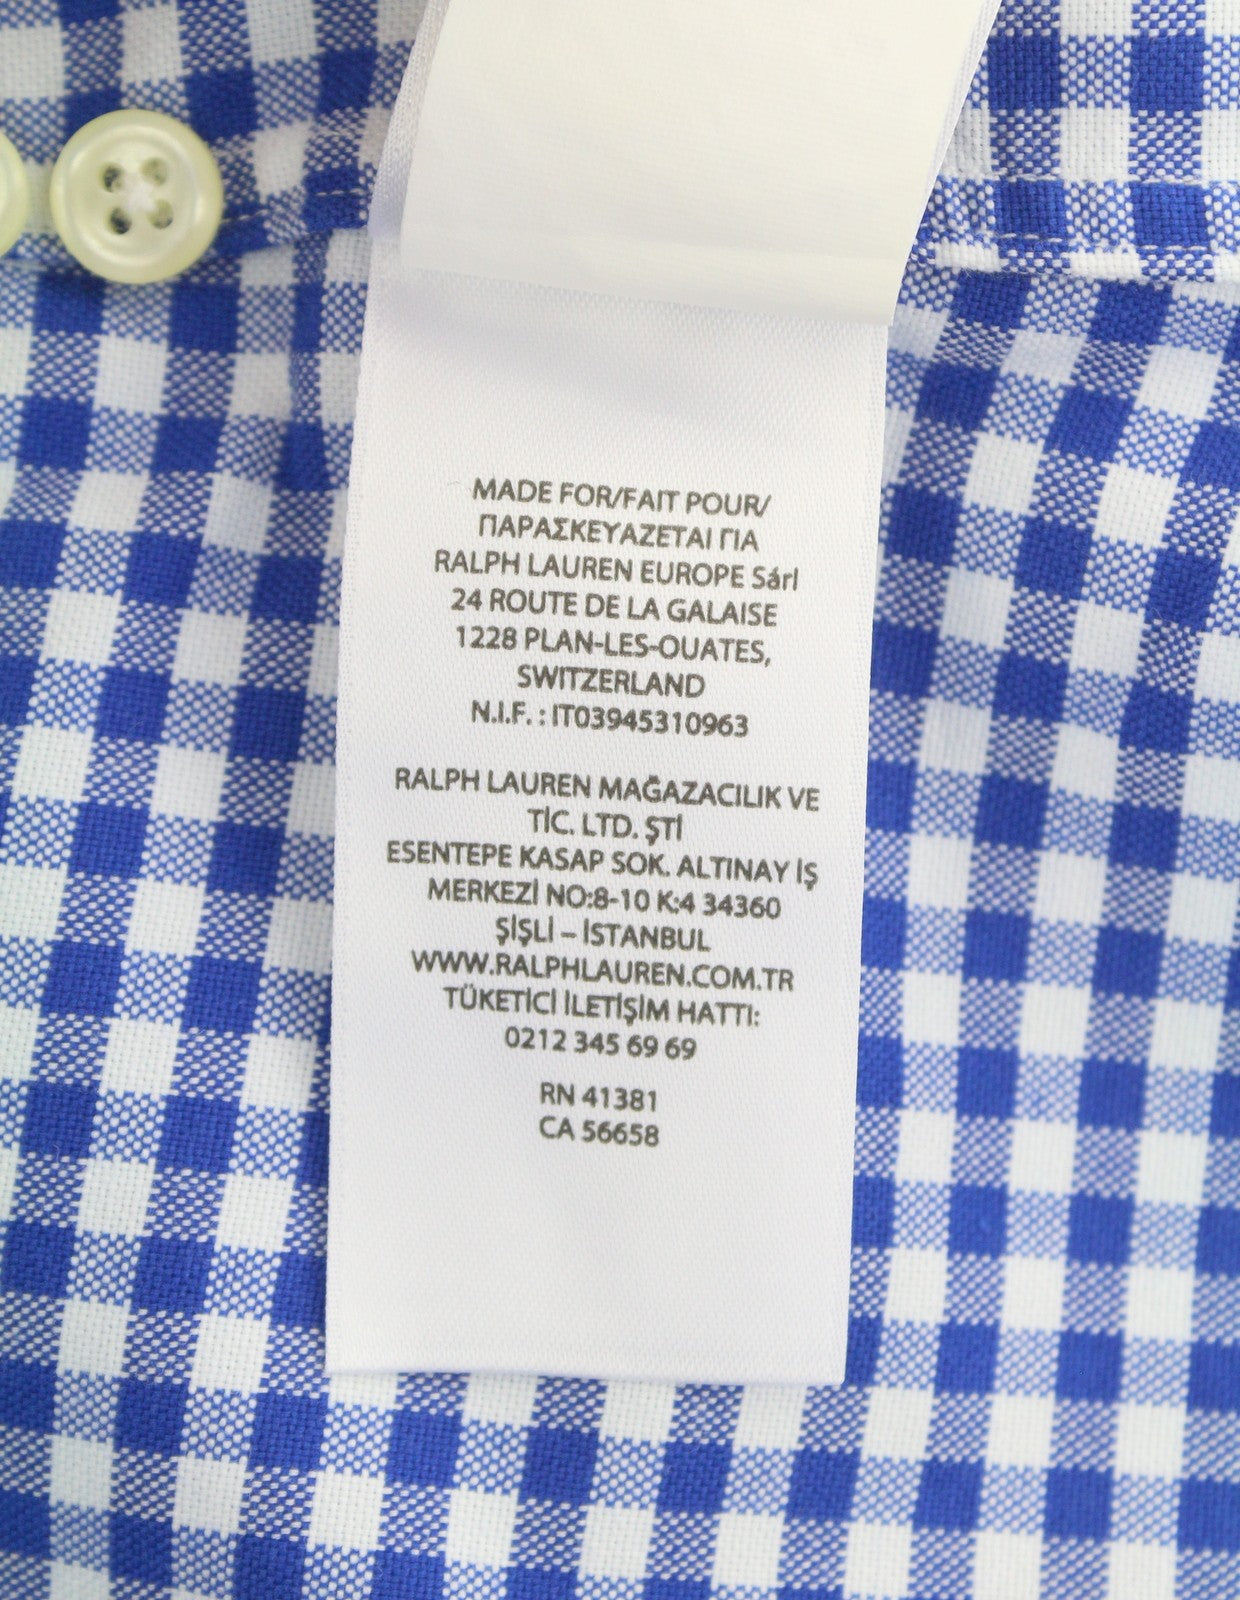 MADE FOR/FAIT POUR/
ΠΑΡΑΣΚΕΥΑΖΕΤΑΙ ΓΙΑ
RALPH LAUREN EUROPE Sárl
24 ROUTE DE LA GALAISE
1228 PLAN-LES-OUATES,
SWITZERLAND
N.I.F. : IT03945310963
RALPH LAUREN MAĞAZACILIK VE
TİC. LTD. ŞTİ
ESENTEPE KASAP SOK. ALTINAY İŞ
MERKEZİ NO:8-10 K:4 34360
ŞİŞLİ – İSTANBUL
WWW.RALPHLAUREN.COM.TR
TÜKETİCİ İLETİŞİM HATTI:
0212 345 69 69
RN 41381
CA 56658